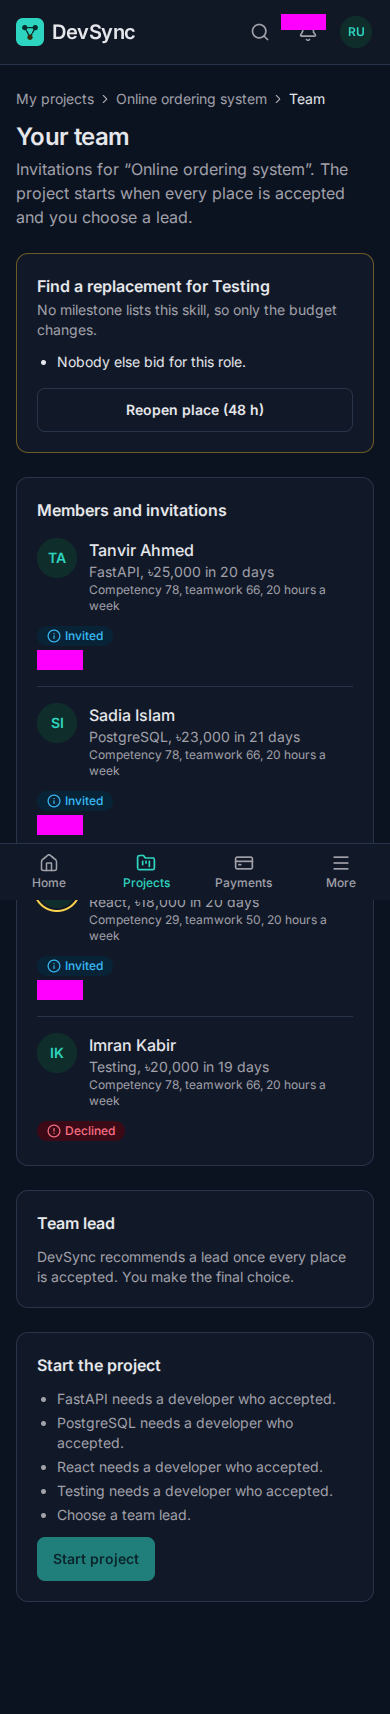 DevSync
RU
My projects > Online ordering system > Team
Your team
Invitations for “Online ordering system”. The
project starts when every place is accepted
and you choose a lead.
Find a replacement for Testing
No milestone lists this skill, so only the budget
changes.
• Nobody else bid for this role.
Reopen place (48 h)
Members and invitations
TA
Tanvir Ahmed
FastAPI, ৳25,000 in 20 days
Competency 78, teamwork 66, 20 hours a
week
Invited
SI
Sadia Islam
PostgreSQL, ৳23,000 in 21 days
Competency 78, teamwork 66, 20 hours a
week
Invited
Home
Projects
Payments
More
React, ৳18,000 in 20 days
Competency 29, teamwork 50, 20 hours a
week
Invited
IK
Imran Kabir
Testing, ৳20,000 in 19 days
Competency 78, teamwork 66, 20 hours a
week
Declined
Team lead
DevSync recommends a lead once every place
is accepted. You make the final choice.
Start the project
• FastAPI needs a developer who accepted.
• PostgreSQL needs a developer who
accepted.
• React needs a developer who accepted.
• Testing needs a developer who accepted.
• Choose a team lead.
Start project